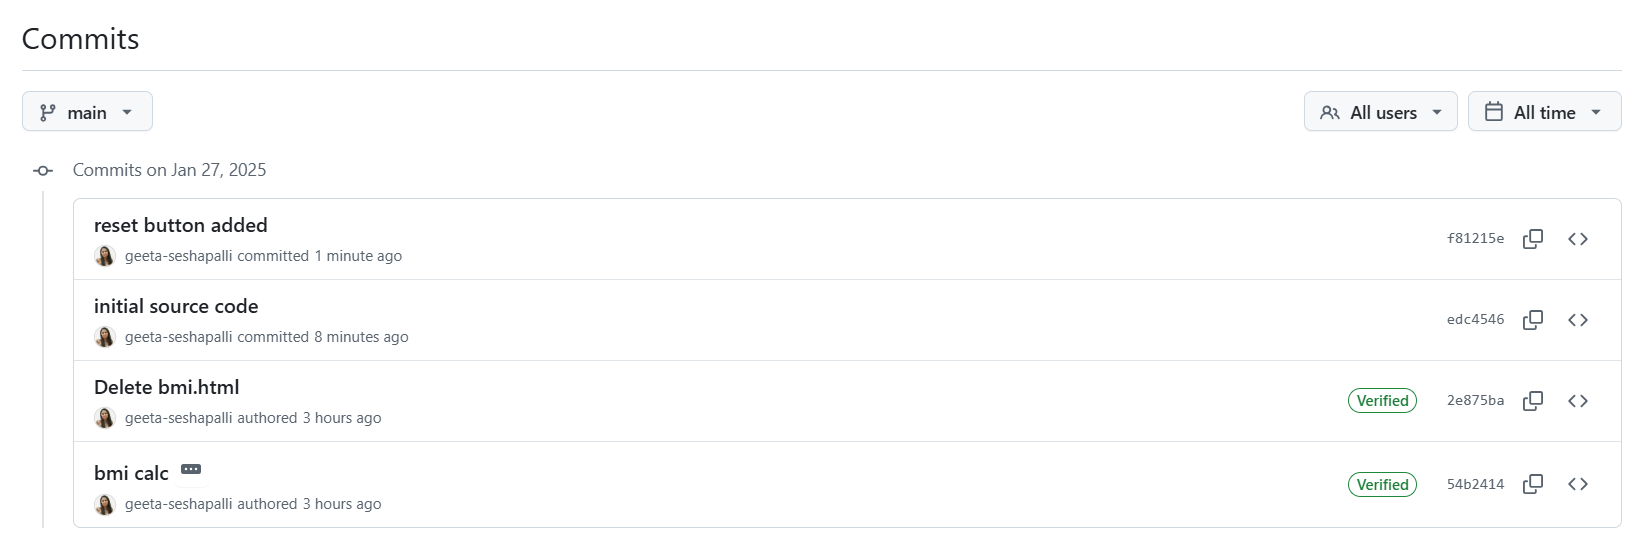 Commits
main
All users
All time
Commits on Jan 27, 2025
reset button added
geeta-seshapalli committed 1 minute ago
f81215e
initial source code
geeta-seshapalli committed 8 minutes ago
edc4546
Delete bmi.html
geeta-seshapalli authored 3 hours ago
Verified
2e875ba
bmi calc
geeta-seshapalli authored 3 hours ago
Verified
54b2414